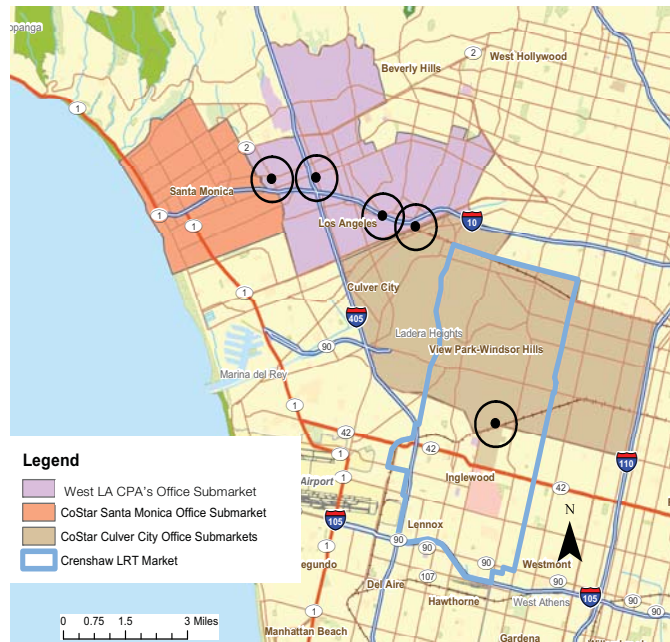 opanga
West Hollywood
2
Beverly Hills
1
2
Santa Monica
Los Angeles
10
1
1
Culver City
1
405
Ladera Heights
90
View Park-Windsor Hills
Marina del Rey
1
42
42
110
Legend
West LA CPA's Office Submarket
CoStar Santa Monica Office Submarket
CoStar Culver City Office Submarkets
Crenshaw LRT Market
1
Airport
Inglewood
42
1
N
105
Lennox
90
90
egundo
1
90
Westmont
Del Aire
107
90
105
Hawthorne
West Athens
0 0.75 1.5 3 Miles
Manhattan Beach
Gardena